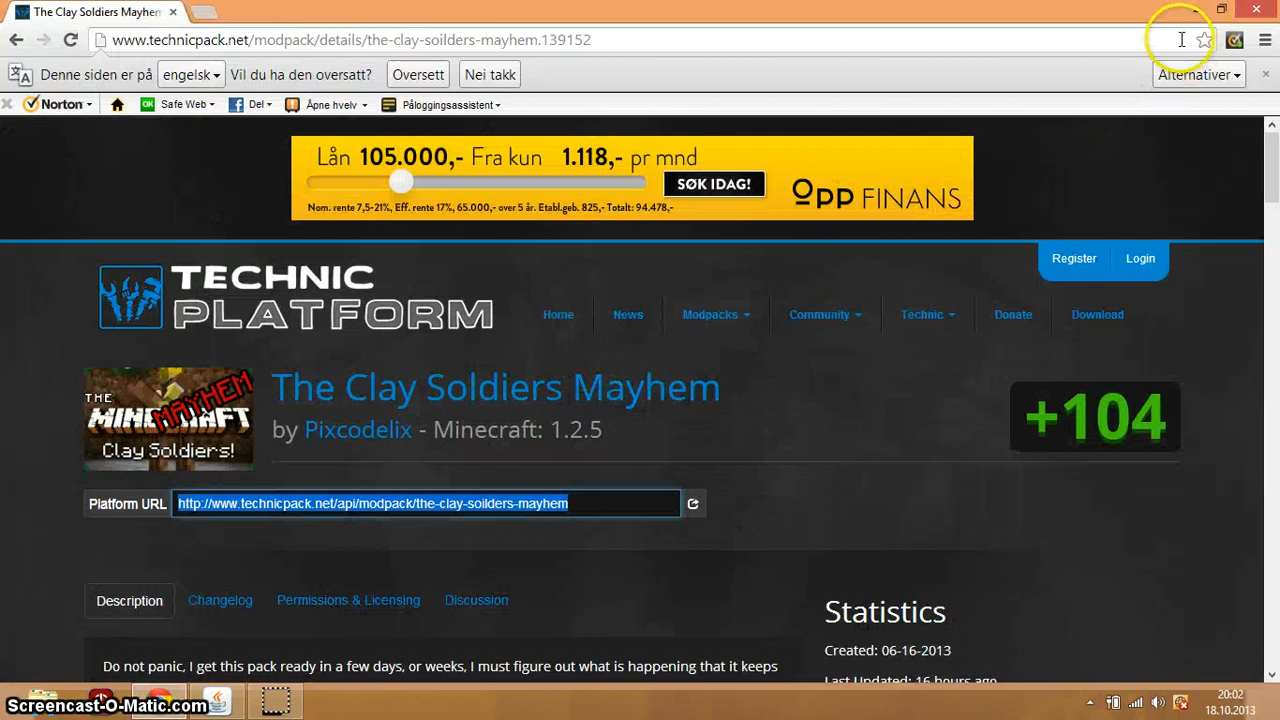 The Clay Soldiers Mayhem
www.technicpack.net/modpack/details/the-clay-soilders-mayhem.139152
Denne siden er på engelsk Vil du ha den oversatt? Oversett Nei takk Alternativer
Norton Safe Web Del Åpne hvelv Påloggingsassistent
Lån 105.000,- Fra kun 1.118,- pr mnd
SØK IDAG!
OPP FINANS
Nom. rente 7,5-21%, Eff. rente 17%, 65.000,- over 5 år. Etabl.geb. 825,- Totalt: 94.478,-
Register Login
TECHNIC
PLATFORM
Home News Modpacks Community Technic Donate Download
THE
MINECRAFT
MAYHEM
Clay Soldiers!
The Clay Soldiers Mayhem
by Pixcodelix - Minecraft: 1.2.5
+104
Platform URL http://www.technicpack.net/api/modpack/the-clay-soilders-mayhem
Description Changelog Permissions & Licensing Discussion
Statistics
Created: 06-16-2013
Do not panic, I get this pack ready in a few days, or weeks, I must figure out what is happening that it keeps
Last Updated: 16 hours ago
Screencast-O-Matic.com
20:02
18.10.2013